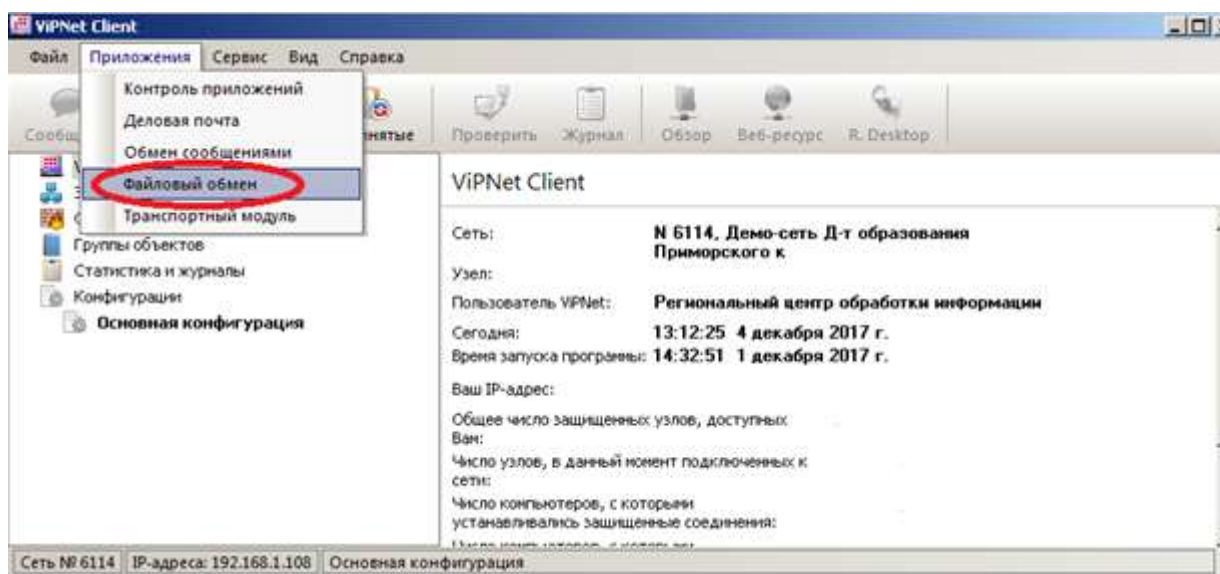 ViPNet Client
Файл Приложения Сервис Вид Справка
Контроль приложений
Деловая почта
Обмен сообщениями
Файловый обмен
Транспортный модуль
Проверить Журнал Обзор Веб-ресурс R. Desktop
Группы объектов
Статистика и журналы
Конфигурации
Основная конфигурация
ViPNet Client
Сеть: N 6114, Демо-сеть Д-т образования
Приморского к
Узел:
Пользователь ViPNet: Региональный центр обработки информации
Сегодня: 13:12:25 4 декабря 2017 г.
Время запуска программы: 14:32:51 1 декабря 2017 г.
Ваш IP-адрес:
Общее число защищенных узлов, доступных
Вам:
Число узлов, в данный момент подключенных к
сети:
Число компьютеров, с которыми
устанавливались защищенные соединения:
Сеть № 6114 IP-адреса: 192.168.1.108 Основная конфигурация